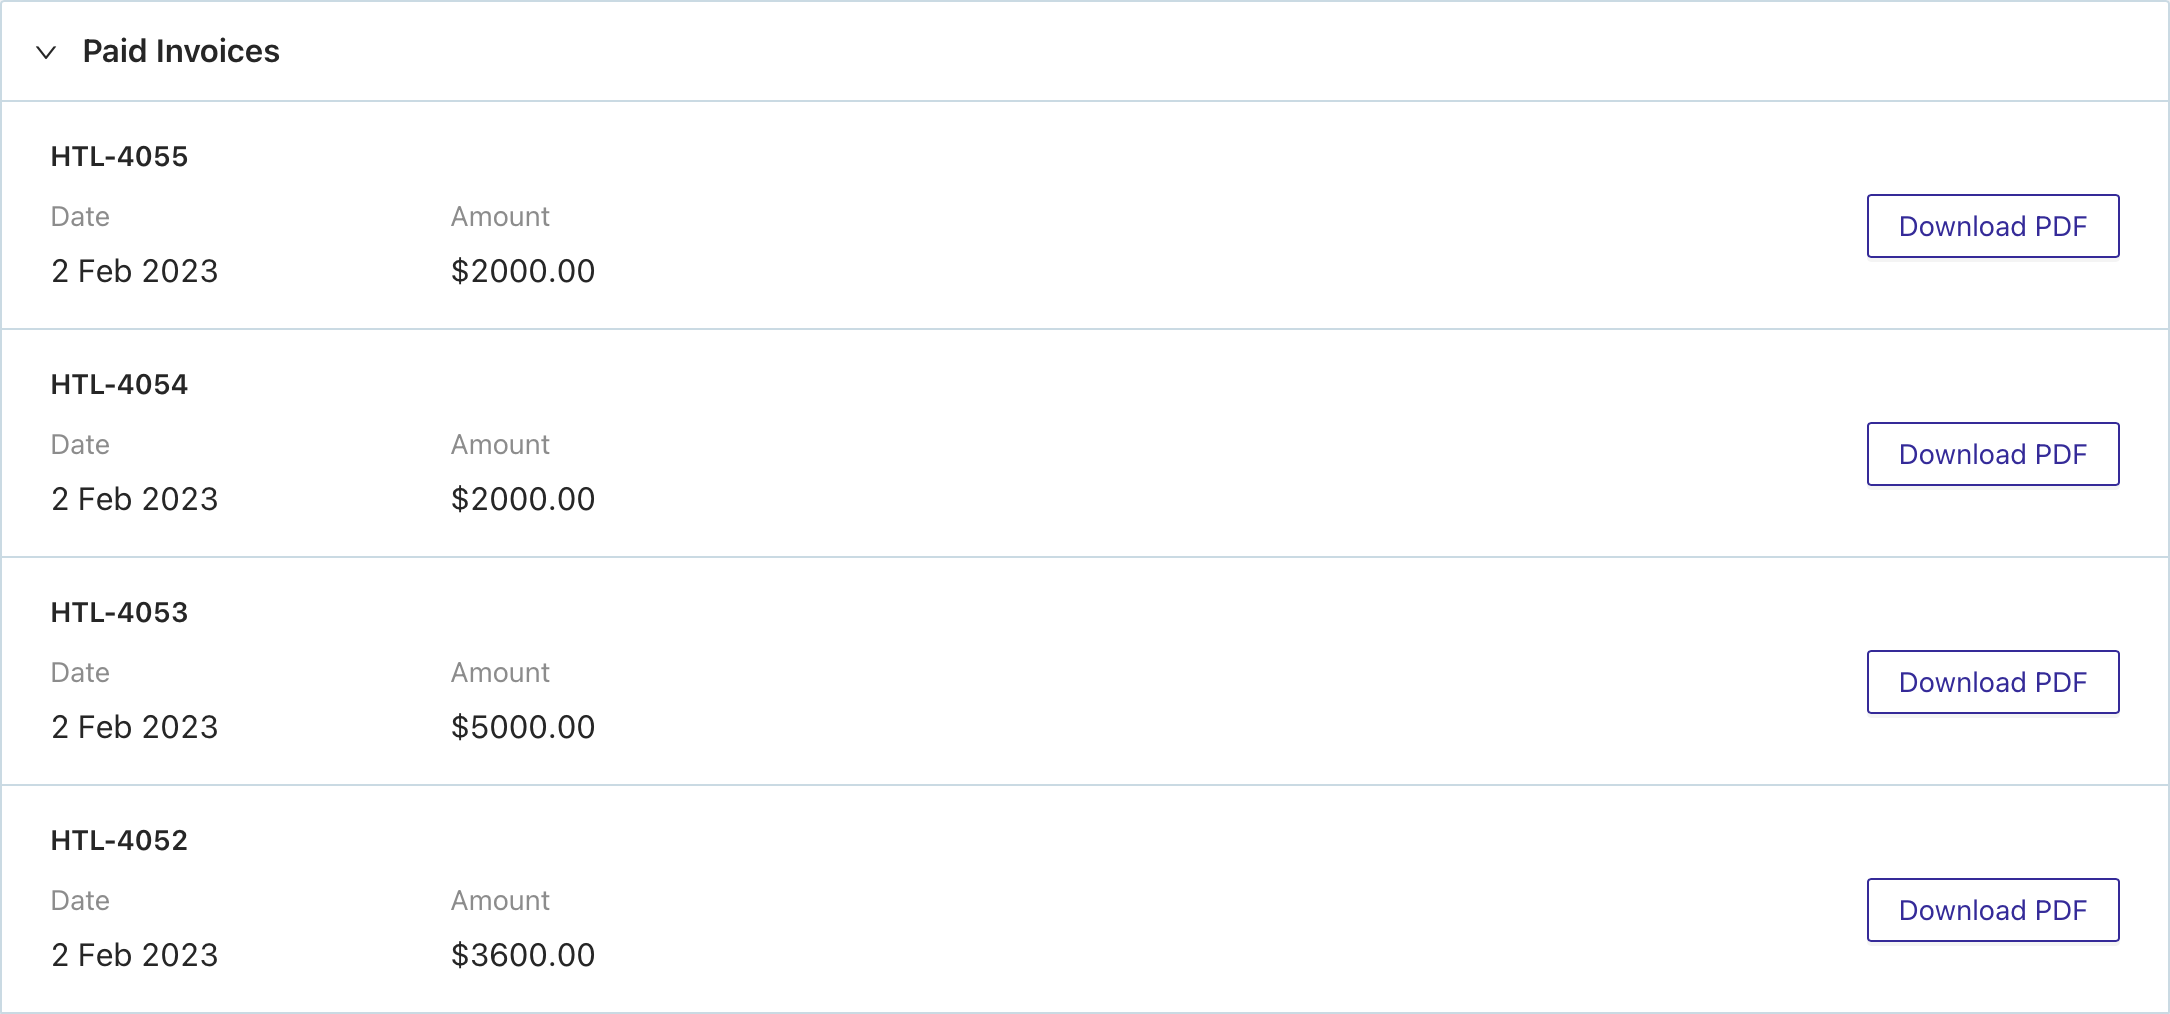 Paid Invoices
HTL-4055
Date Amount
2 Feb 2023 $2000.00
Download PDF
HTL-4054
Date Amount
2 Feb 2023 $2000.00
Download PDF
HTL-4053
Date Amount
2 Feb 2023 $5000.00
Download PDF
HTL-4052
Date Amount
2 Feb 2023 $3600.00
Download PDF